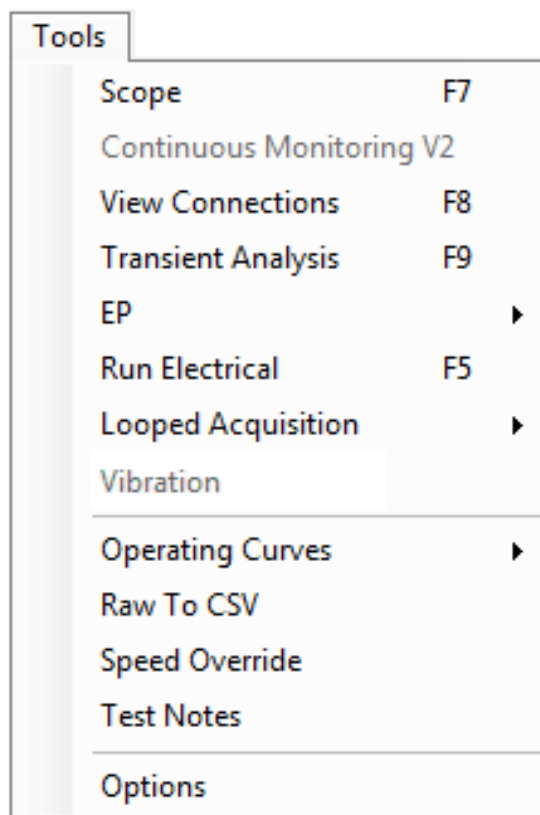 Tools
Scope F7
Continuous Monitoring V2
View Connections F8
Transient Analysis F9
EP
Run Electrical F5
Looped Acquisition
Vibration
Operating Curves
Raw To CSV
Speed Override
Test Notes
Options